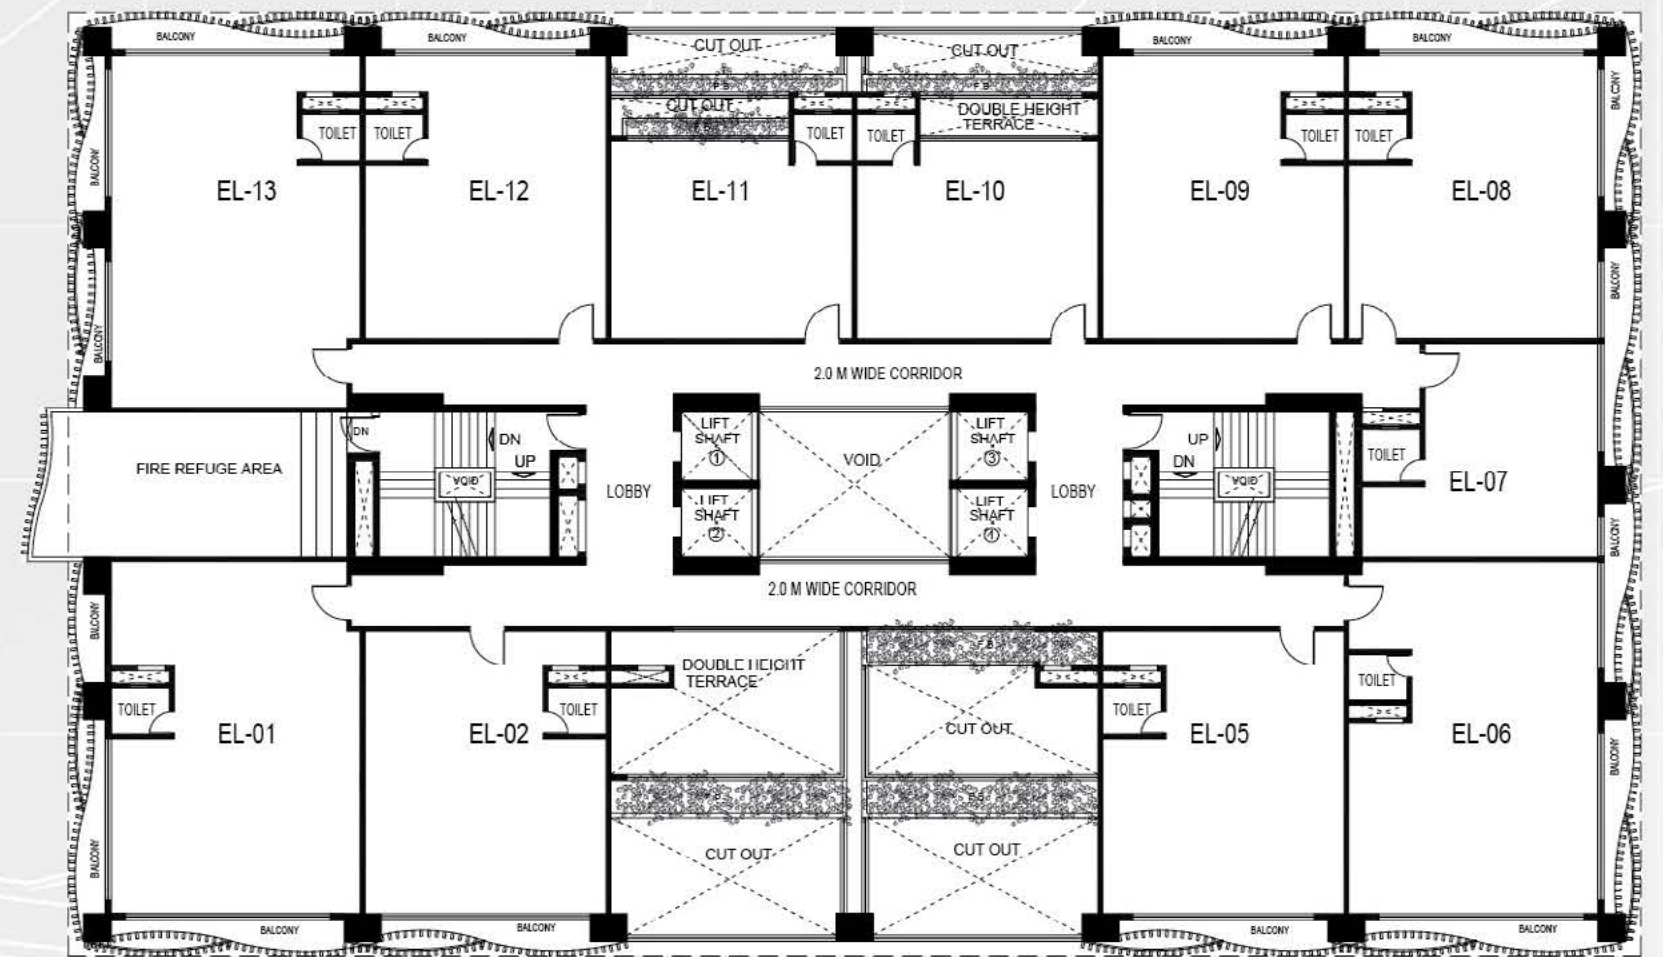 BALCONY
BALCONY
BALCONY
BALCONY
CUT OUT
CUT OUT
BALCONY
F.B
F.B
CUT OUT
DOUBLE HEIGHT
TERRACE
TOILET
TOILET
TOILET
TOILET
TOILET
TOILET
BALCONY
EL-13
EL-12
EL-11
EL-10
EL-09
EL-08
BALCONY
BALCONY
2.0 M WIDE CORRIDOR
DN
DN
UP
LIFT
SHAFT
1
VOID
LIFT
SHAFT
3
UP
DN
TOILET
FIRE REFUGE AREA
VOID
LOBBY
LIFT
SHAFT
2
LIFT
SHAFT
LOBBY
VOID
EL-07
BALCONY
2.0 M WIDE CORRIDOR
BALCONY
F.B
DOUBLE HEIGHT
TERRACE
TOILET
TOILET
TOILET
TOILET
EL-01
EL-02
CUT OUT
EL-05
EL-06
BALCONY
F.B
F.B
CUT OUT
CUT OUT
BALCONY
BALCONY
BALCONY
BALCONY
BALCONY